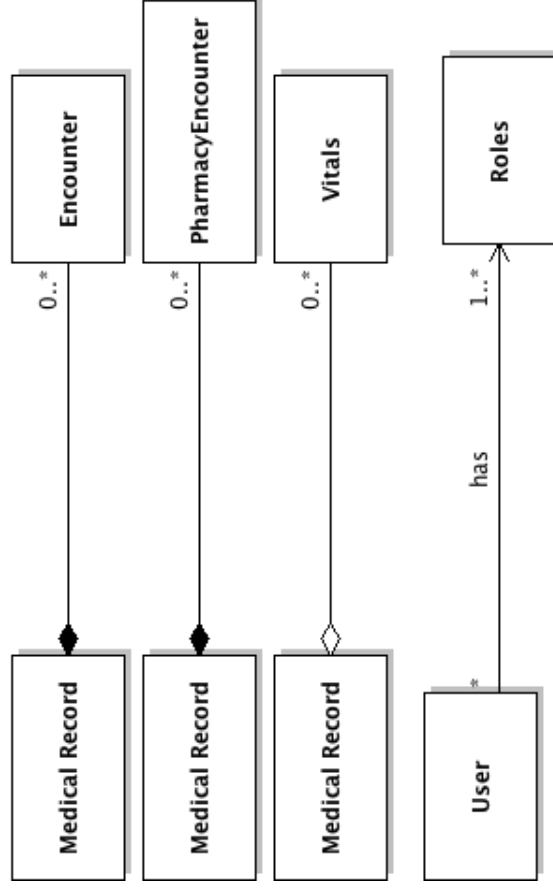 Medical Record
0..*
Encounter
Medical Record
0..*
PharmacyEncounter
Medical Record
0..*
Vitals
User
*
has
1..*
Roles